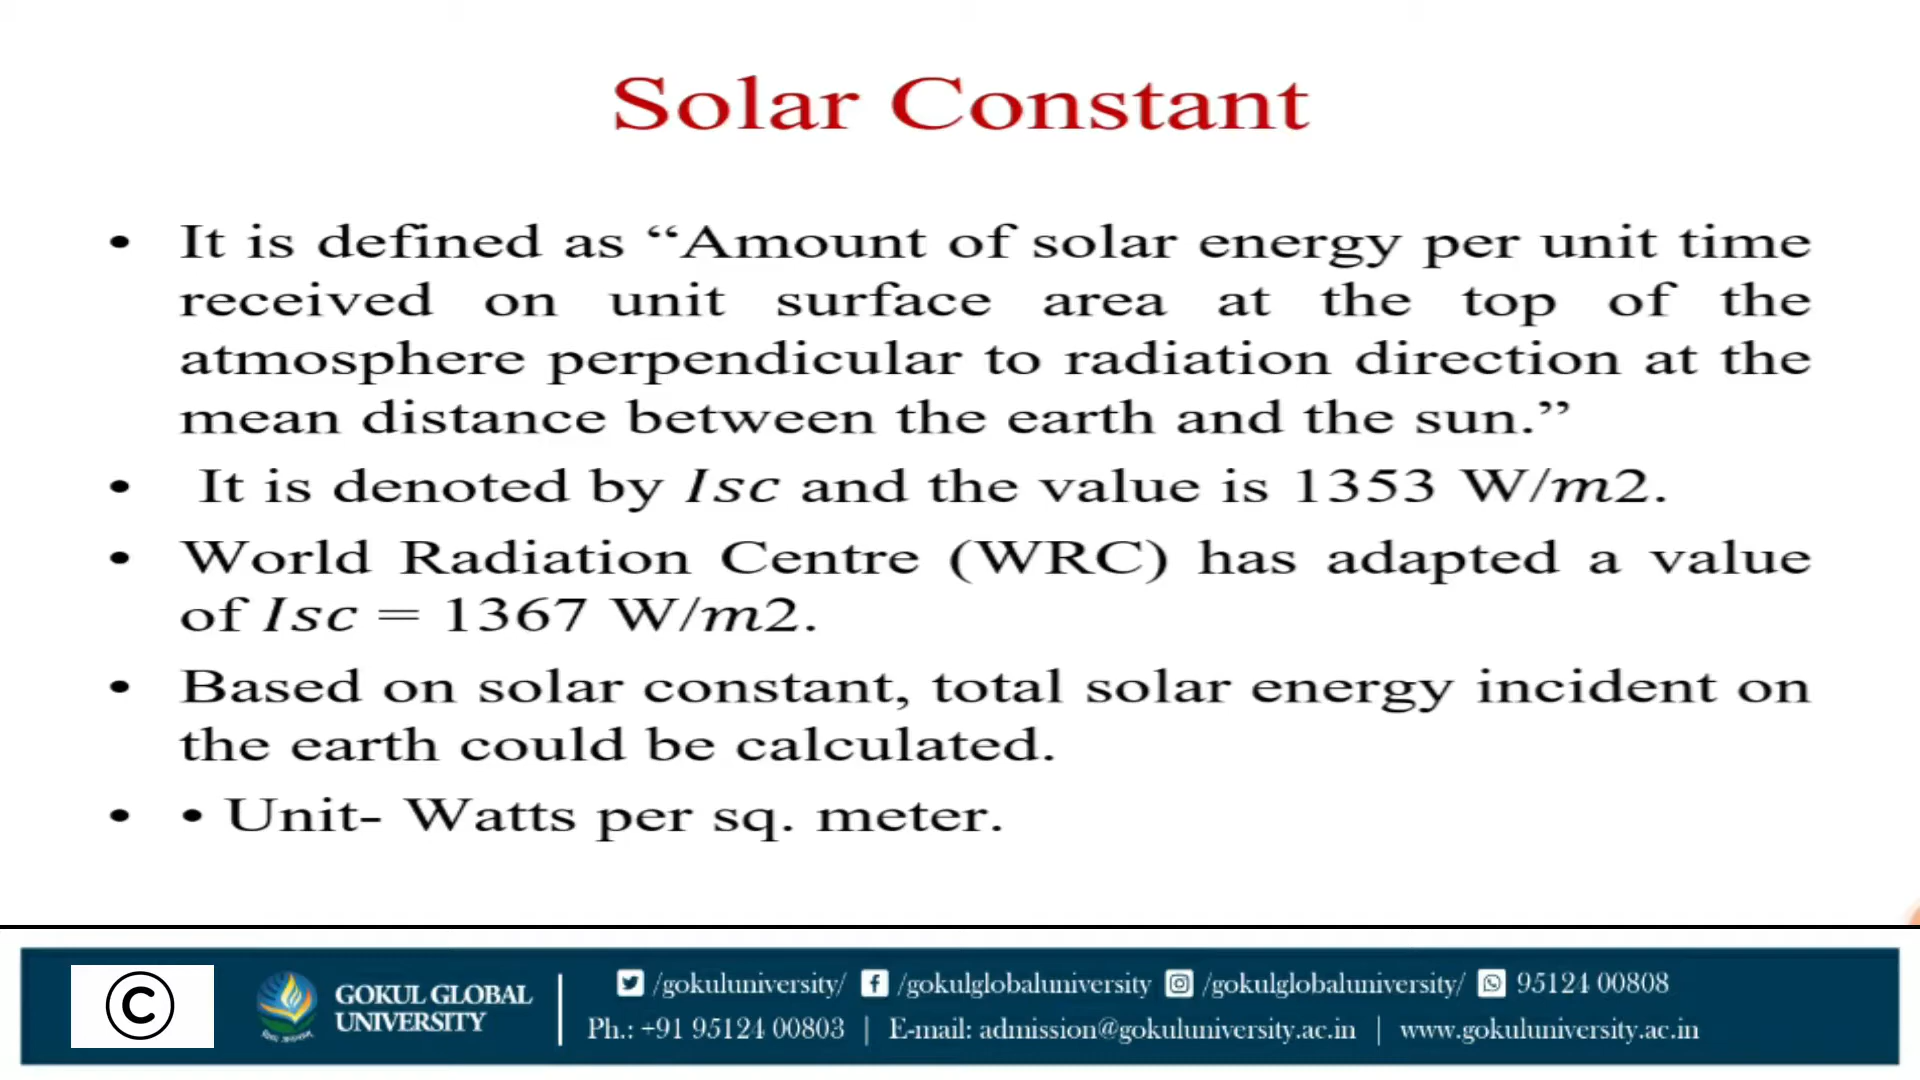 Solar Constant
• It is defined as “Amount of solar energy per unit time
received on unit surface area at the top of the
atmosphere perpendicular to radiation direction at the
mean distance between the earth and the sun.”
• It is denoted by Isc and the value is 1353 W/m2.
• World Radiation Centre (WRC) has adapted a value
of Isc = 1367 W/m2.
• Based on solar constant, total solar energy incident on
the earth could be calculated.
• • Unit- Watts per sq. meter.
©
GOKUL GLOBAL
UNIVERSITY
/gokuluniversity/ /gokulglobaluniversity /gokulglobaluniversity/ 95124 00808
Ph.: +91 95124 00803 | E-mail: admission@gokuluniversity.ac.in | www.gokuluniversity.ac.in